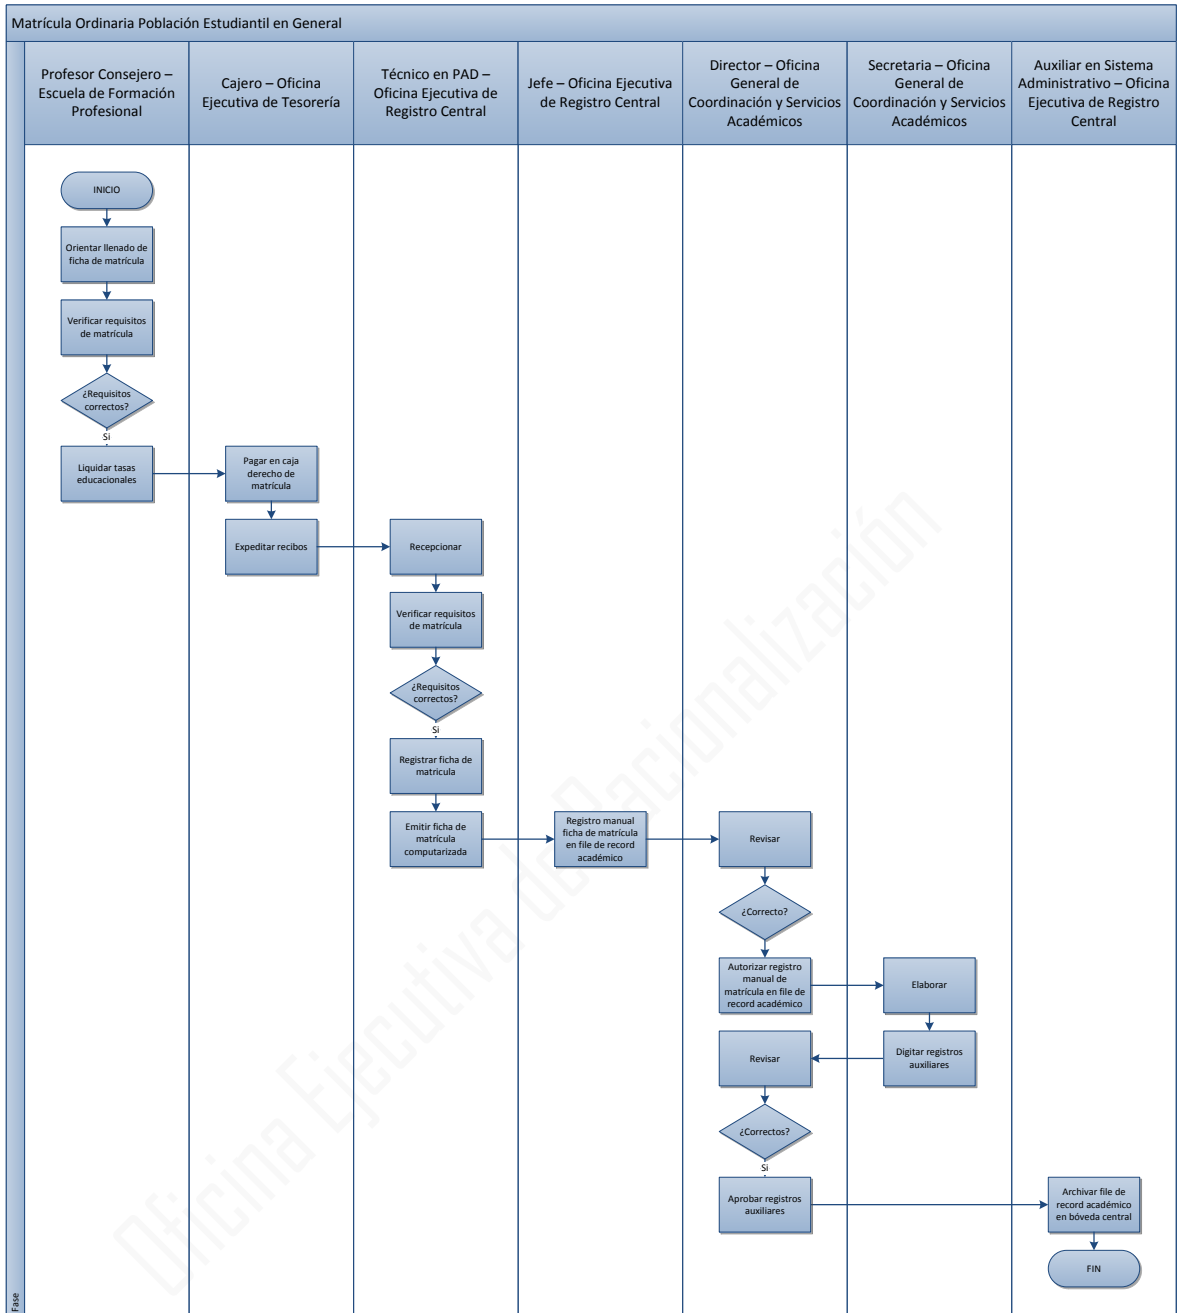 Matrícula Ordinaria Población Estudiantil en General
Profesor Consejero –
Escuela de Formación
Profesional
Cajero – Oficina
Ejecutiva de Tesorería
Técnico en PAD –
Oficina Ejecutiva de
Registro Central
Jefe – Oficina Ejecutiva
de Registro Central
Director – Oficina
General de
Coordinación y Servicios
Académicos
Secretaria – Oficina
General de
Coordinación y Servicios
Académicos
Auxiliar en Sistema
Administrativo – Oficina
Ejecutiva de Registro
Central
INICIO
Orientar llenado de
ficha de matrícula
Verificar requisitos
de matrícula
¿Requisitos
correctos?
Si
Liquidar tasas
educacionales
Pagar en caja
derecho de
matrícula
Expeditar recibos
Recepcionar
Verificar requisitos
de matrícula
¿Requisitos
correctos?
Si
Registrar ficha de
matricula
Emitir ficha de
matrícula
computarizada
Registro manual
ficha de matrícula
en file de record
académico
Revisar
¿Correcto?
Autorizar registro
manual de
matrícula en file de
record académico
Elaborar
Digitar registros
auxiliares
Revisar
¿Correctos?
Si
Aprobar registros
auxiliares
Archivar file de
record académico
en bóveda central
FIN
Fase
Oficina Ejecutiva de Racionalización